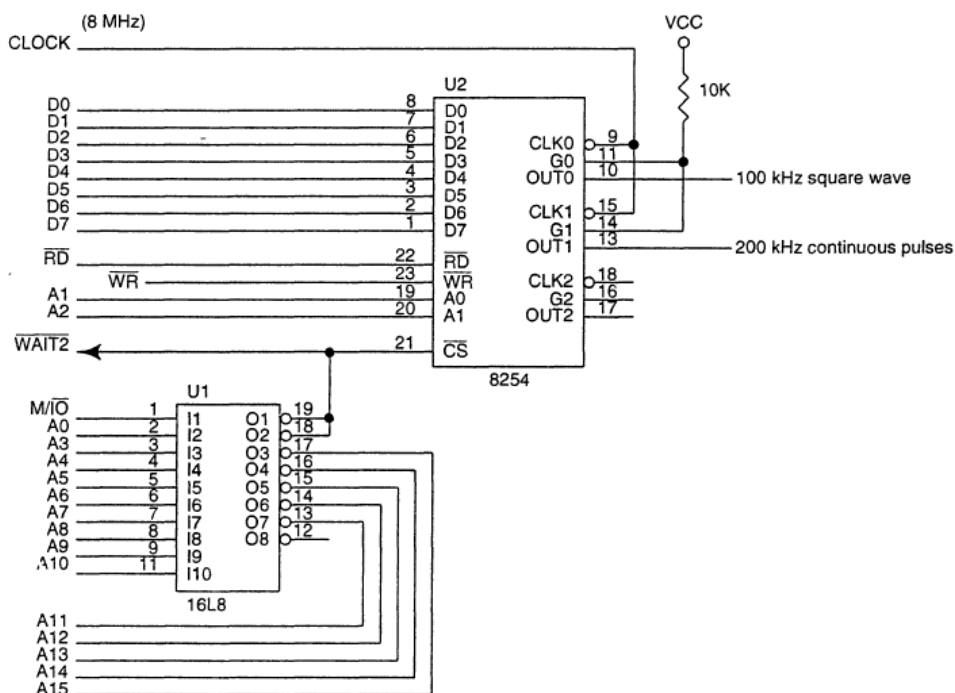 (8 MHz)
CLOCK
VCC
10K
U2
D0 8 D0
D1 7 D1
D2 6 D2
D3 5 D3
D4 4 D4
D5 3 D5
D6 2 D6
D7 1 D7
RD 22 RD
WR 23 WR
A1 19 A0
A2 20 A1
WAIT2 21 CS
CLK0 9
G0 11
OUT0 10 100 kHz square wave
CLK1 15
G1 14
OUT1 13 200 kHz continuous pulses
CLK2 18
G2 16
OUT2 17
8254
U1
M/IO 1 I1 O1 19
A0 2 I2 O2 18
A3 3 I3 O3 17
A4 4 I4 O4 16
A5 5 I5 O5 15
A6 6 I6 O6 14
A7 7 I7 O7 13
A8 8 I8 O8 12
A9 9 I9
A10 11 I10
16L8
A11
A12
A13
A14
A15